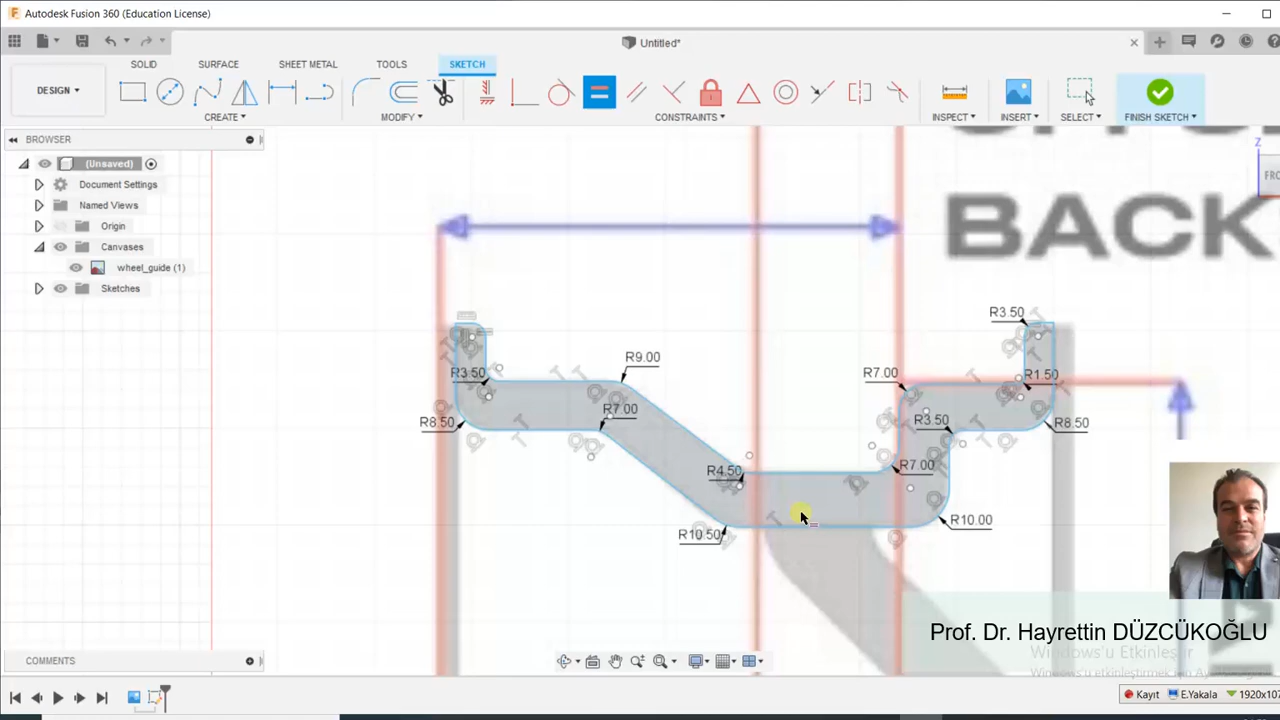 Autodesk Fusion 360 (Education License)
Untitled*
DESIGN
SOLID SURFACE SHEET METAL TOOLS SKETCH
CREATE MODIFY CONSTRAINTS INSPECT INSERT SELECT FINISH SKETCH
BROWSER
(Unsaved)
Document Settings
Named Views
Origin
Canvases
wheel_guide (1)
Sketches
Z
BACK
R3.50
R9.00
R3.50
R7.00
R1.50
R8.50
R7.00
R3.50
R8.50
R4.50
R7.00
R10.50
R10.00
Prof. Dr. Hayrettin DÜZCÜKOĞLU
Windows'u Etkinleştir
COMMENTS
Kayıt E.Yakala